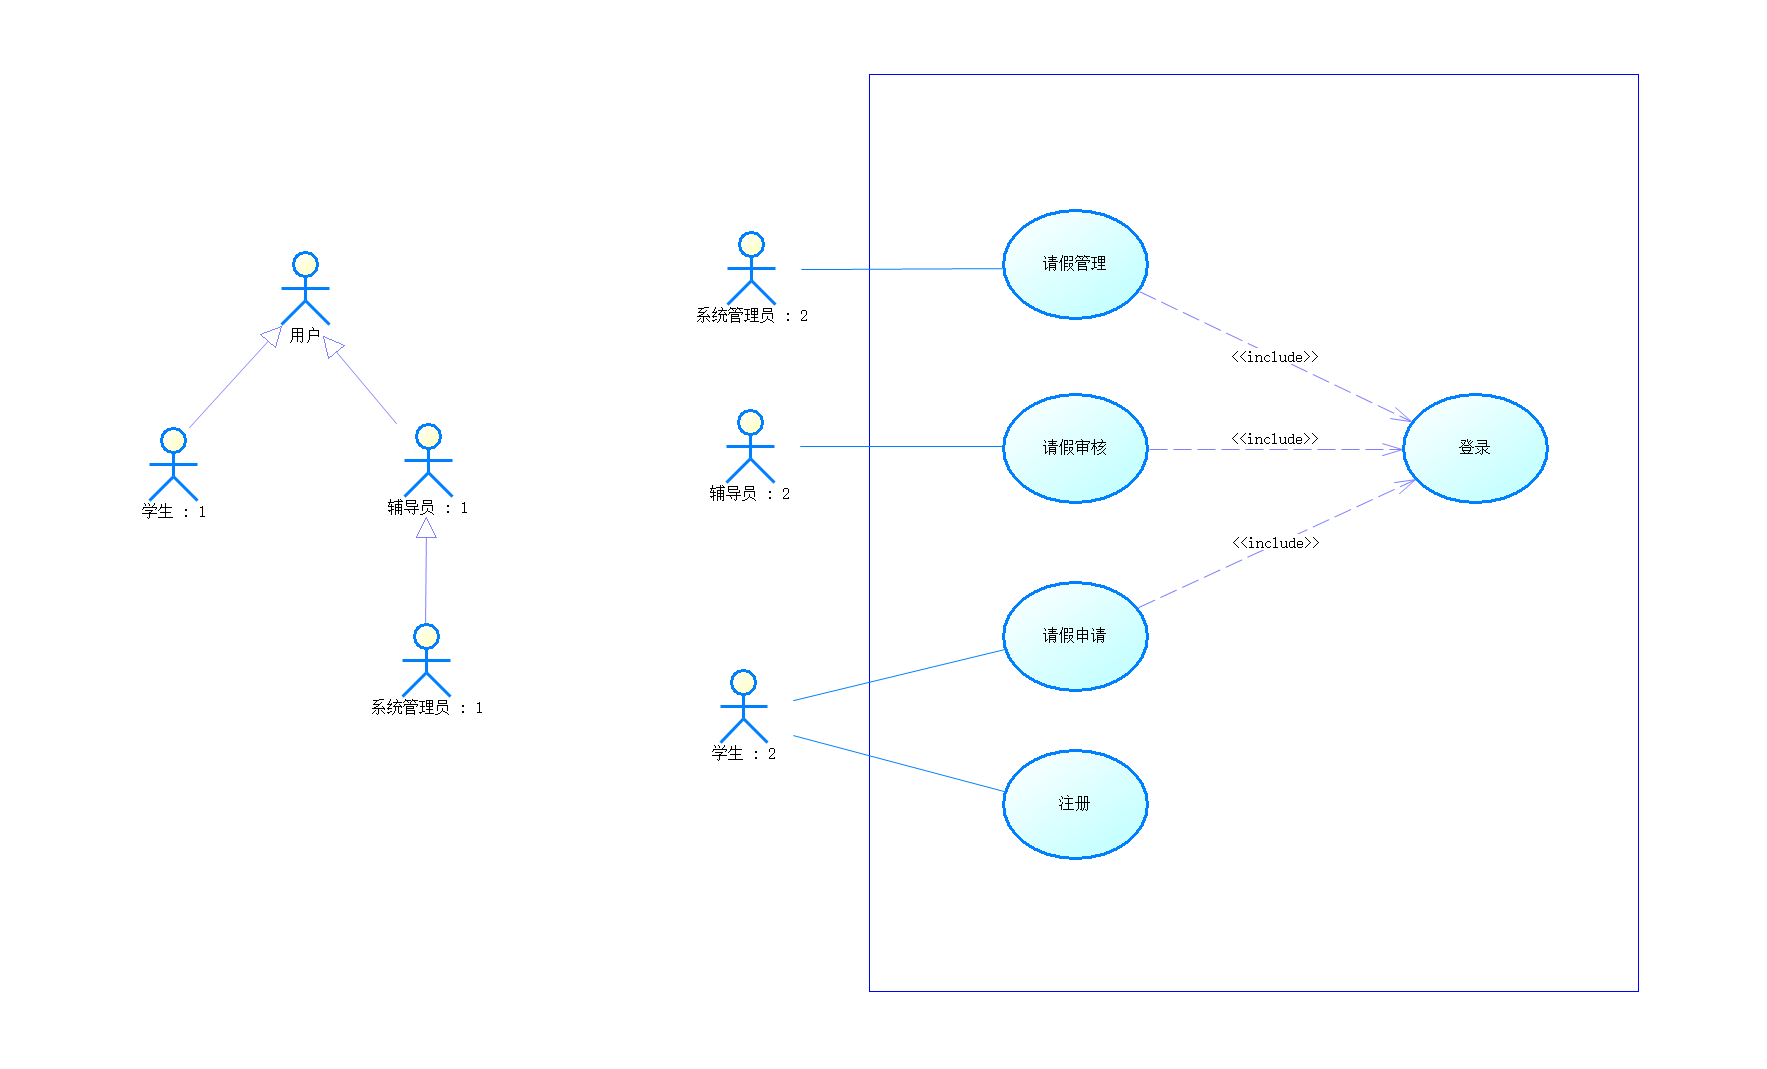 用户
学生 : 1
辅导员 : 1
系统管理员 : 1
系统管理员 : 2
辅导员 : 2
学生 : 2
请假管理
<<include>>
请假审核
<<include>>
登录
<<include>>
请假申请
注册